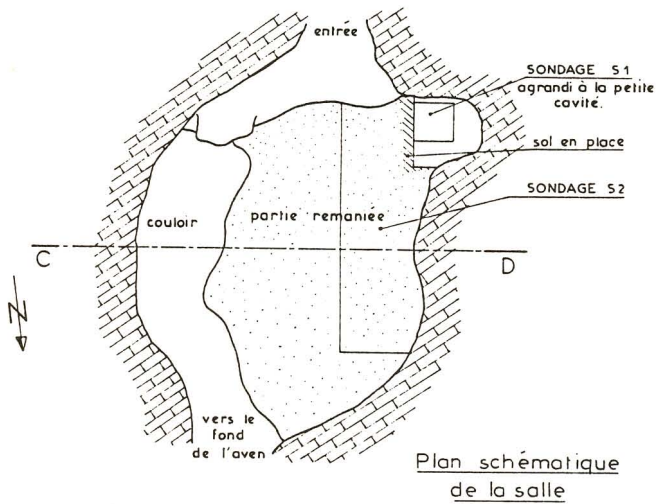 entrée
SONDAGE S1
agrandi à la petite
cavité.
sol en place
SONDAGE S2
couloir
partie remaniée
C
D
N
vers le
fond
de l'aven
Plan schématique
de la salle